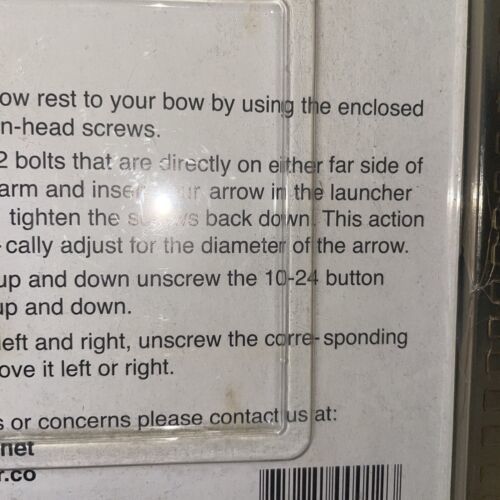 ow rest to your bow by using the enclosed
n-head screws.
2 bolts that are directly on either far side of
arm and insert your arrow in the launcher
tighten the screws back down. This action
- cally adjust for the diameter of the arrow.
up and down unscrew the 10-24 button
up and down.
left and right, unscrew the corre- sponding
ove it left or right.
s or concerns please contact us at:
net
r.co